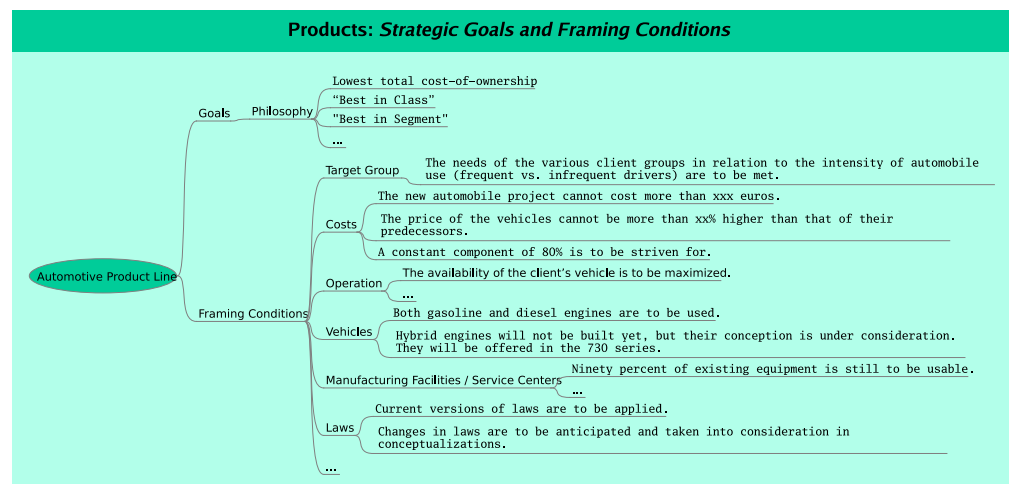 Products: Strategic Goals and Framing Conditions
Automotive Product Line
Goals
Philosophy
Lowest total cost-of-ownership
“Best in Class"
"Best in Segment"
...
Framing Conditions
Target Group
The needs of the various client groups in relation to the intensity of automobile
use (frequent vs. infrequent drivers) are to be met.
Costs
The new automobile project cannot cost more than xxx euros.
The price of the vehicles cannot be more than xx% higher than that of their
predecessors.
A constant component of 80% is to be striven for.
Operation
The availability of the client’s vehicle is to be maximized.
...
Vehicles
Both gasoline and diesel engines are to be used.
Hybrid engines will not be built yet, but their conception is under consideration.
They will be offered in the 730 series.
Manufacturing Facilities / Service Centers
Ninety percent of existing equipment is still to be usable.
...
Laws
Current versions of laws are to be applied.
Changes in laws are to be anticipated and taken into consideration in
conceptualizations.
...